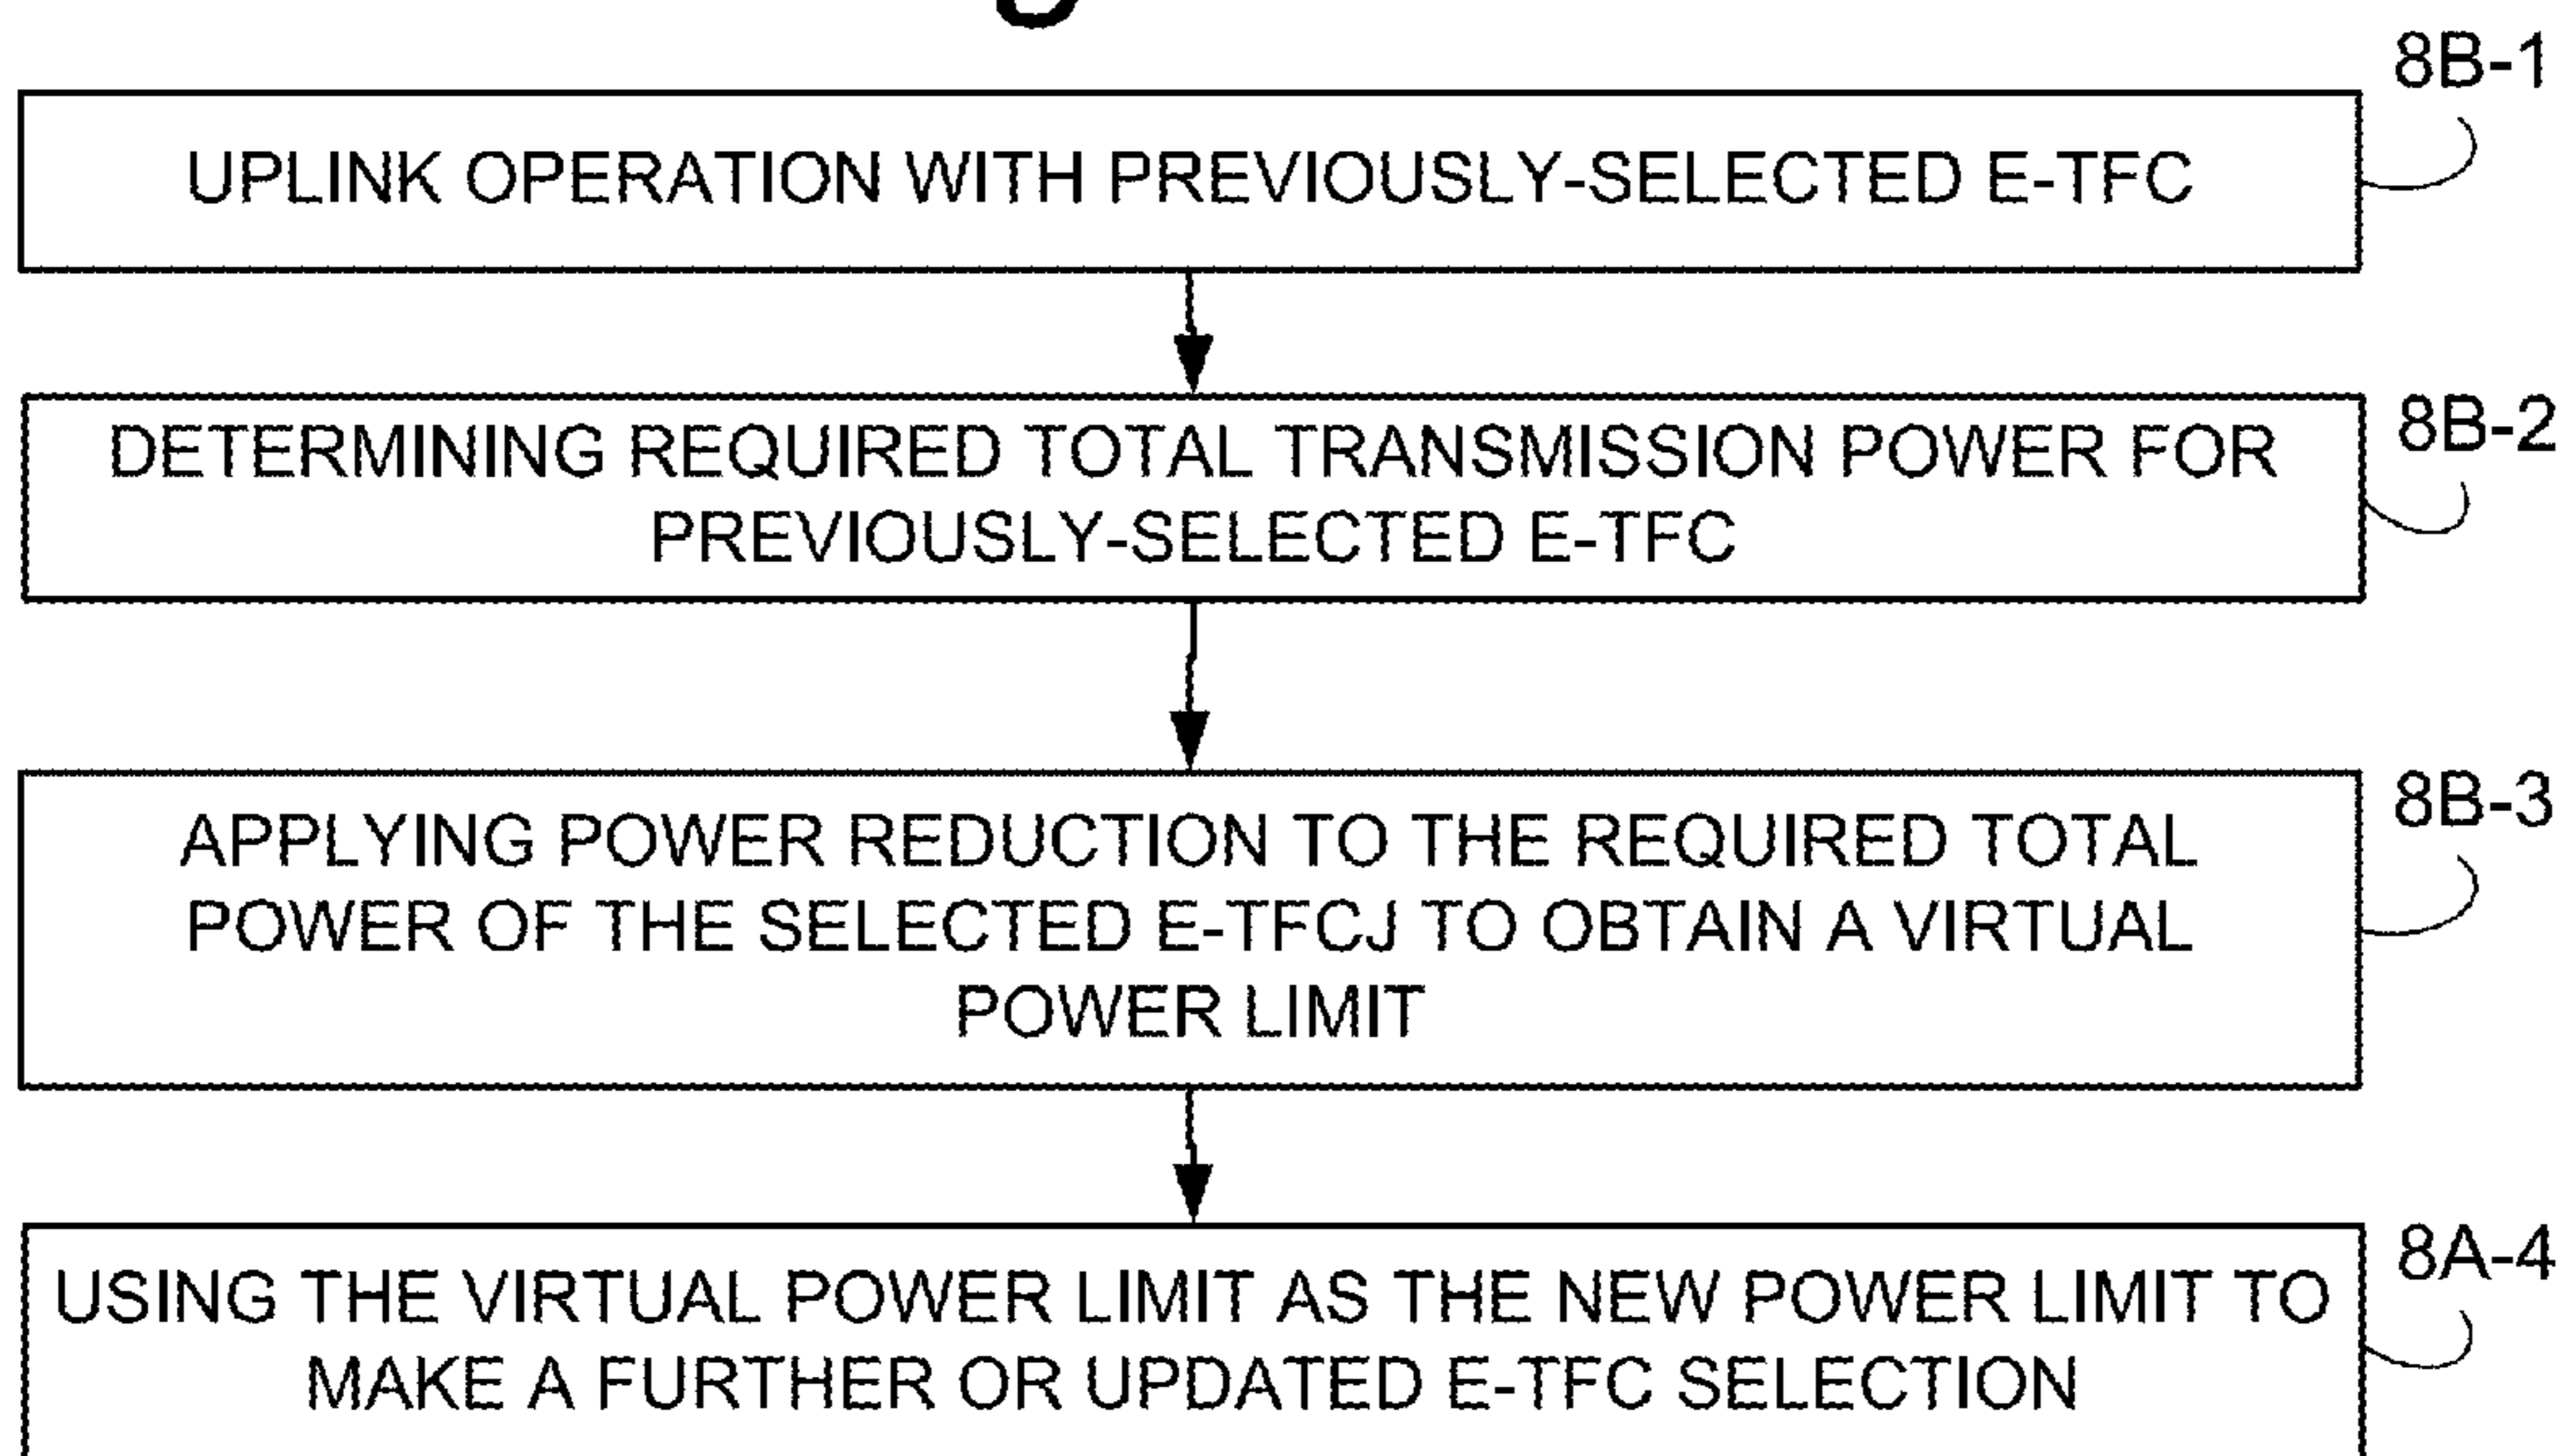 8B-1
UPLINK OPERATION WITH PREVIOUSLY-SELECTED E-TFC
8B-2
DETERMINING REQUIRED TOTAL TRANSMISSION POWER FOR
PREVIOUSLY-SELECTED E-TFC
8B-3
APPLYING POWER REDUCTION TO THE REQUIRED TOTAL
POWER OF THE SELECTED E-TFCJ TO OBTAIN A VIRTUAL
POWER LIMIT
8A-4
USING THE VIRTUAL POWER LIMIT AS THE NEW POWER LIMIT TO
MAKE A FURTHER OR UPDATED E-TFC SELECTION